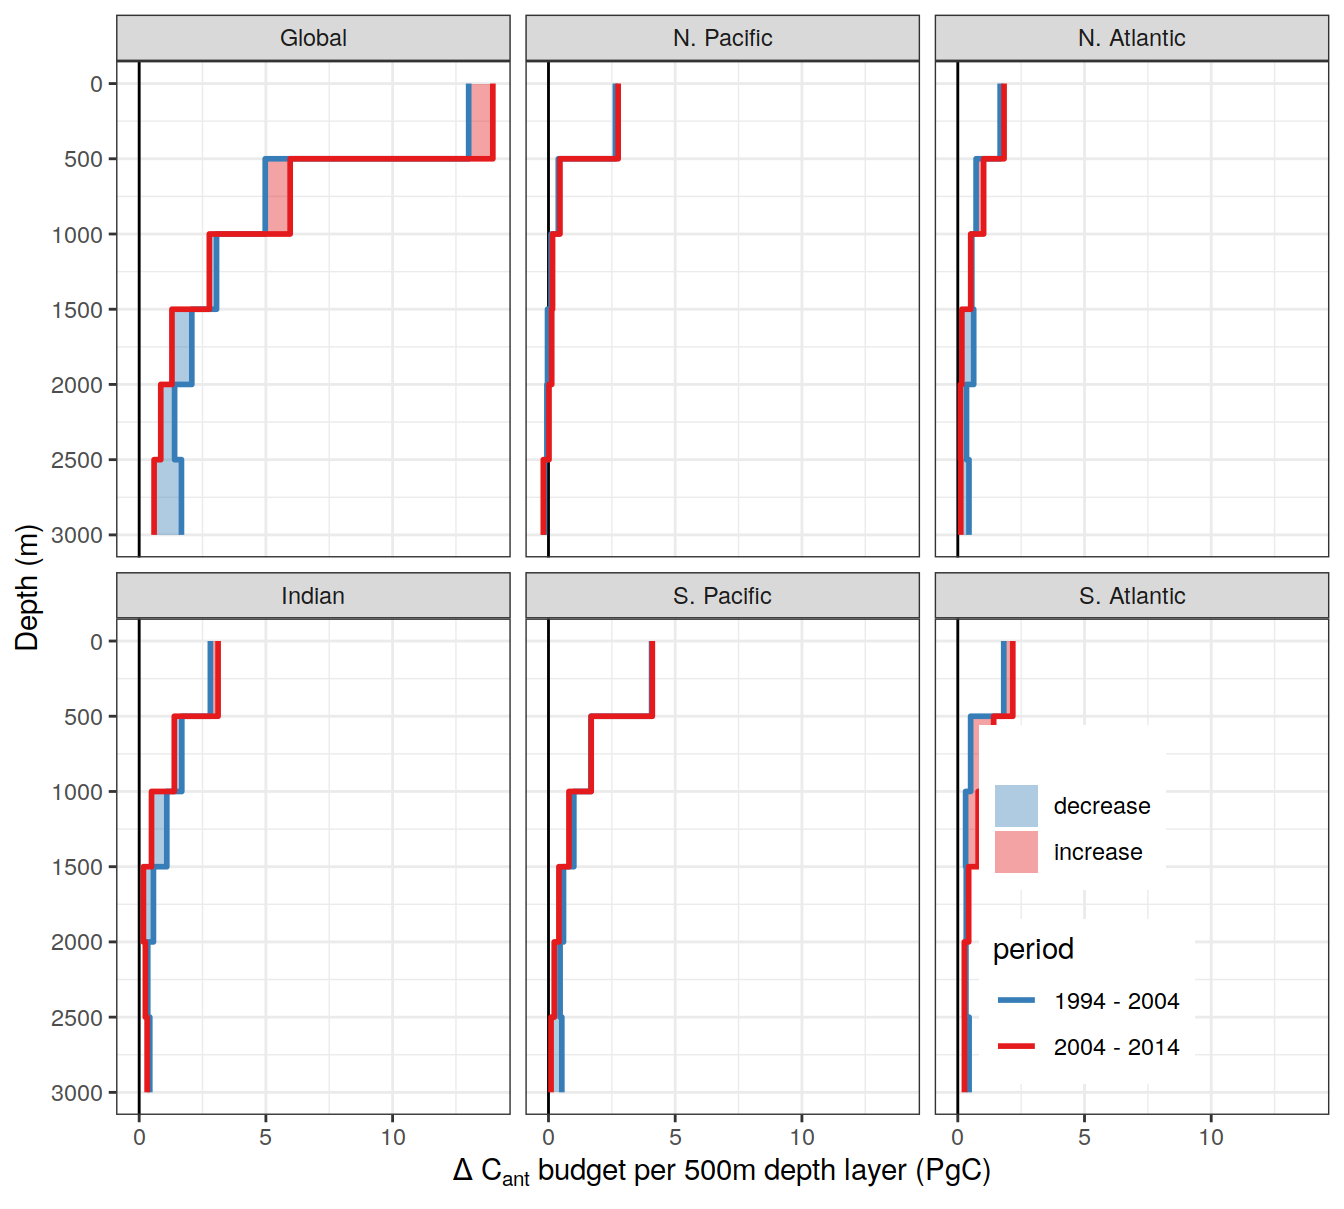 Global
N. Pacific
N. Atlantic
0
500
1000
1500
2000
2500
3000
Depth (m)
Indian
S. Pacific
S. Atlantic
0
500
1000
1500
2000
2500
3000
decrease
increase
period
1994 - 2004
2004 - 2014
0 5 10
0 5 10
0 5 10
Δ Cant budget per 500m depth layer (PgC)